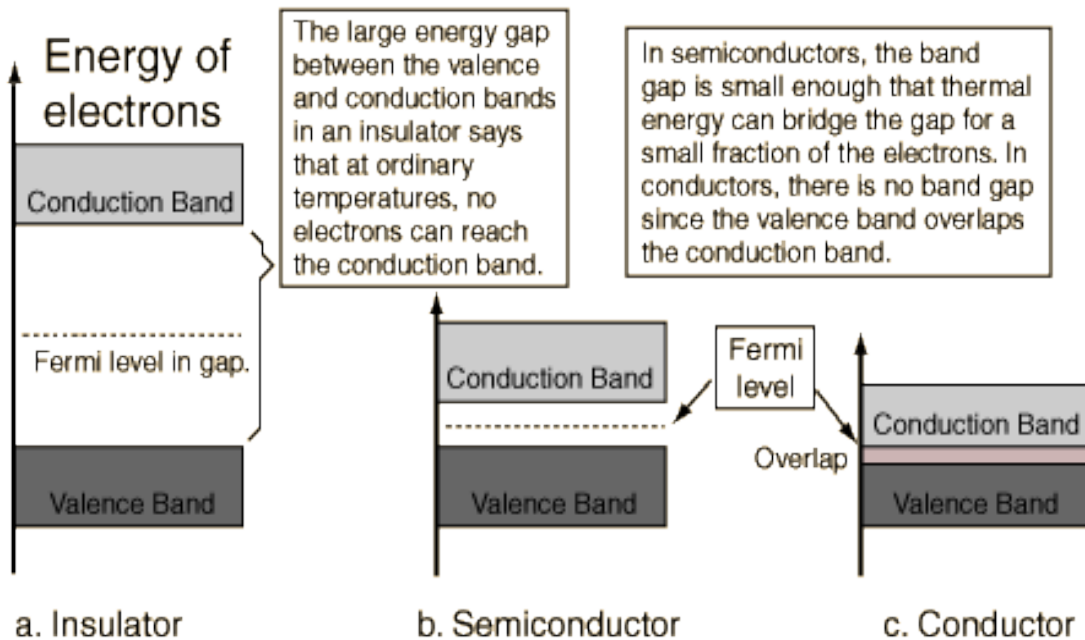 Energy of
electrons
Conduction Band
Fermi level in gap.
Valence Band
a. Insulator
The large energy gap
between the valence
and conduction bands
in an insulator says
that at ordinary
temperatures, no
electrons can reach
the conduction band.
In semiconductors, the band
gap is small enough that thermal
energy can bridge the gap for a
small fraction of the electrons. In
conductors, there is no band gap
since the valence band overlaps
the conduction band.
Conduction Band
Valence Band
b. Semiconductor
Fermi
level
Conduction Band
Overlap
Valence Band
c. Conductor